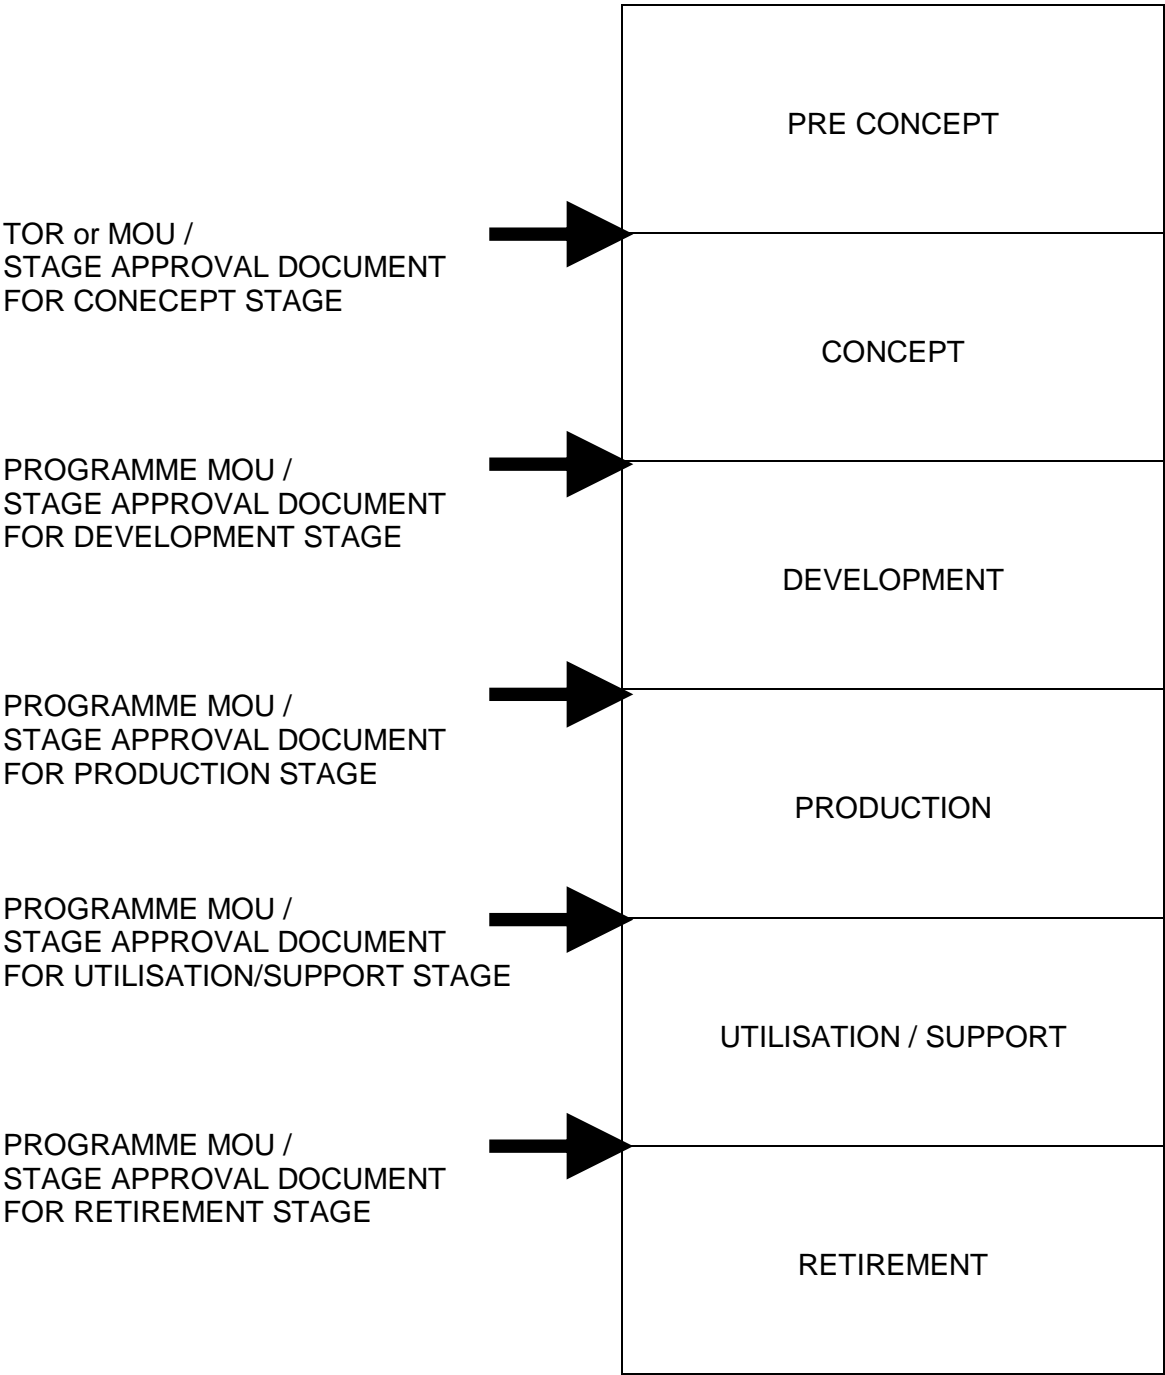 PRE CONCEPT
TOR or MOU /
STAGE APPROVAL DOCUMENT
FOR CONECEPT STAGE
CONCEPT
PROGRAMME MOU /
STAGE APPROVAL DOCUMENT
FOR DEVELOPMENT STAGE
DEVELOPMENT
PROGRAMME MOU /
STAGE APPROVAL DOCUMENT
FOR PRODUCTION STAGE
PRODUCTION
PROGRAMME MOU /
STAGE APPROVAL DOCUMENT
FOR UTILISATION/SUPPORT STAGE
UTILISATION / SUPPORT
PROGRAMME MOU /
STAGE APPROVAL DOCUMENT
FOR RETIREMENT STAGE
RETIREMENT